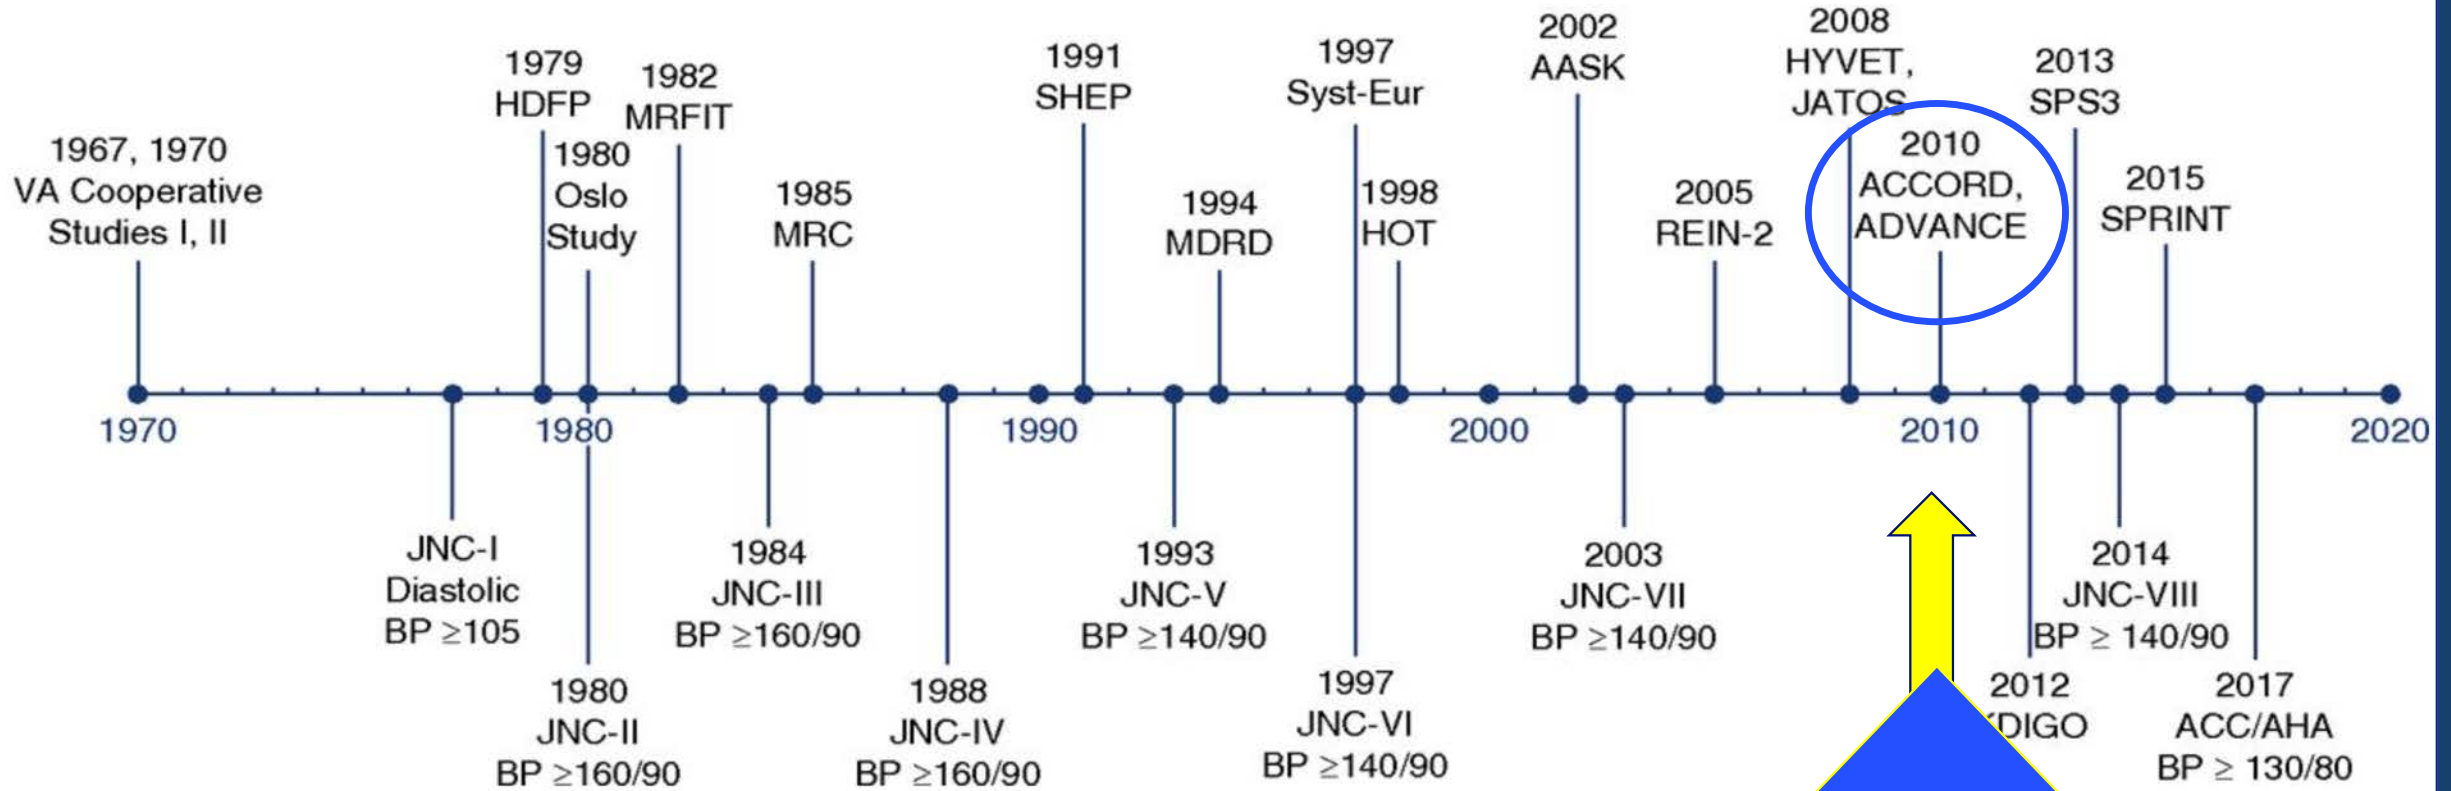 1967, 1970
VA Cooperative
Studies I, II
1979
HDFP
1980
Oslo
Study
1982
MRFIT
1985
MRC
1991
SHEP
1994
MDRD
1997
Syst-Eur
1998
HOT
2002
AASK
2005
REIN-2
2008
HYVET,
JATOS
2010
ACCORD,
ADVANCE
2013
SPS3
2015
SPRINT
1970
1980
1990
2000
2010
2020
JNC-I
Diastolic
BP ≥105
1980
JNC-II
BP ≥160/90
1984
JNC-III
BP ≥160/90
1988
JNC-IV
BP ≥160/90
1993
JNC-V
BP ≥140/90
1997
JNC-VI
BP ≥140/90
2003
JNC-VII
BP ≥140/90
2012
2014
JNC-VIII
BP ≥ 140/90
2017
ACC/AHA
BP ≥ 130/80